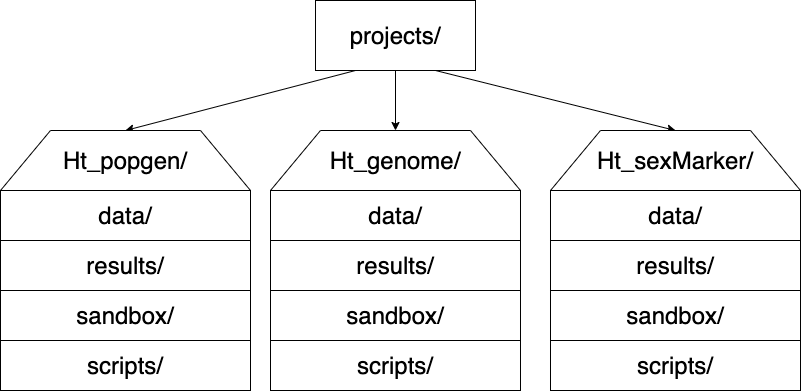 projects/
Ht_popgen/
data/
results/
sandbox/
scripts/
Ht_genome/
data/
results/
sandbox/
scripts/
Ht_sexMarker/
data/
results/
sandbox/
scripts/